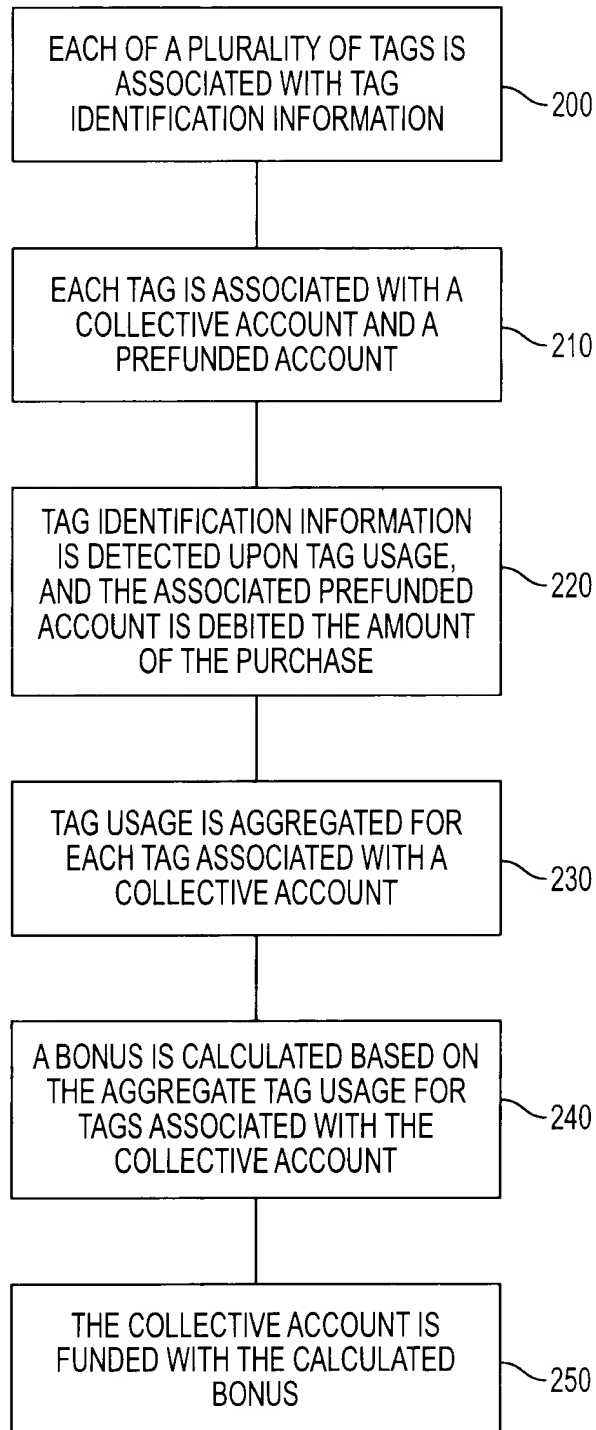 EACH OF A PLURALITY OF TAGS IS
ASSOCIATED WITH TAG
IDENTIFICATION INFORMATION
200
EACH TAG IS ASSOCIATED WITH A
COLLECTIVE ACCOUNT AND A
PREFUNDED ACCOUNT
210
TAG IDENTIFICATION INFORMATION
IS DETECTED UPON TAG USAGE,
AND THE ASSOCIATED PREFUNDED
ACCOUNT IS DEBITED THE AMOUNT
OF THE PURCHASE
220
TAG USAGE IS AGGREGATED FOR
EACH TAG ASSOCIATED WITH A
COLLECTIVE ACCOUNT
230
A BONUS IS CALCULATED BASED ON
THE AGGREGATE TAG USAGE FOR
TAGS ASSOCIATED WITH THE
COLLECTIVE ACCOUNT
240
THE COLLECTIVE ACCOUNT IS
FUNDED WITH THE CALCULATED
BONUS
250